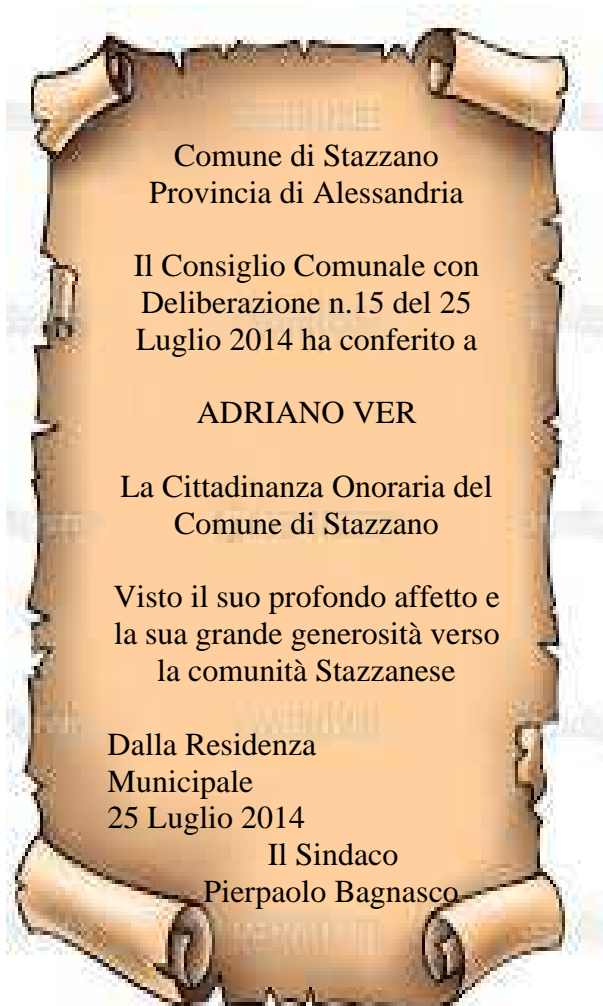 Comune di Stazzano
Provincia di Alessandria
Il Consiglio Comunale con
Deliberazione n.15 del 25
Luglio 2014 ha conferito a
ADRIANO VER
La Cittadinanza Onoraria del
Comune di Stazzano
Visto il suo profondo affetto e
la sua grande generosità verso
la comunità Stazzanese
Dalla Residenza
Municipale
25 Luglio 2014
Il Sindaco
Pierpaolo Bagnasco